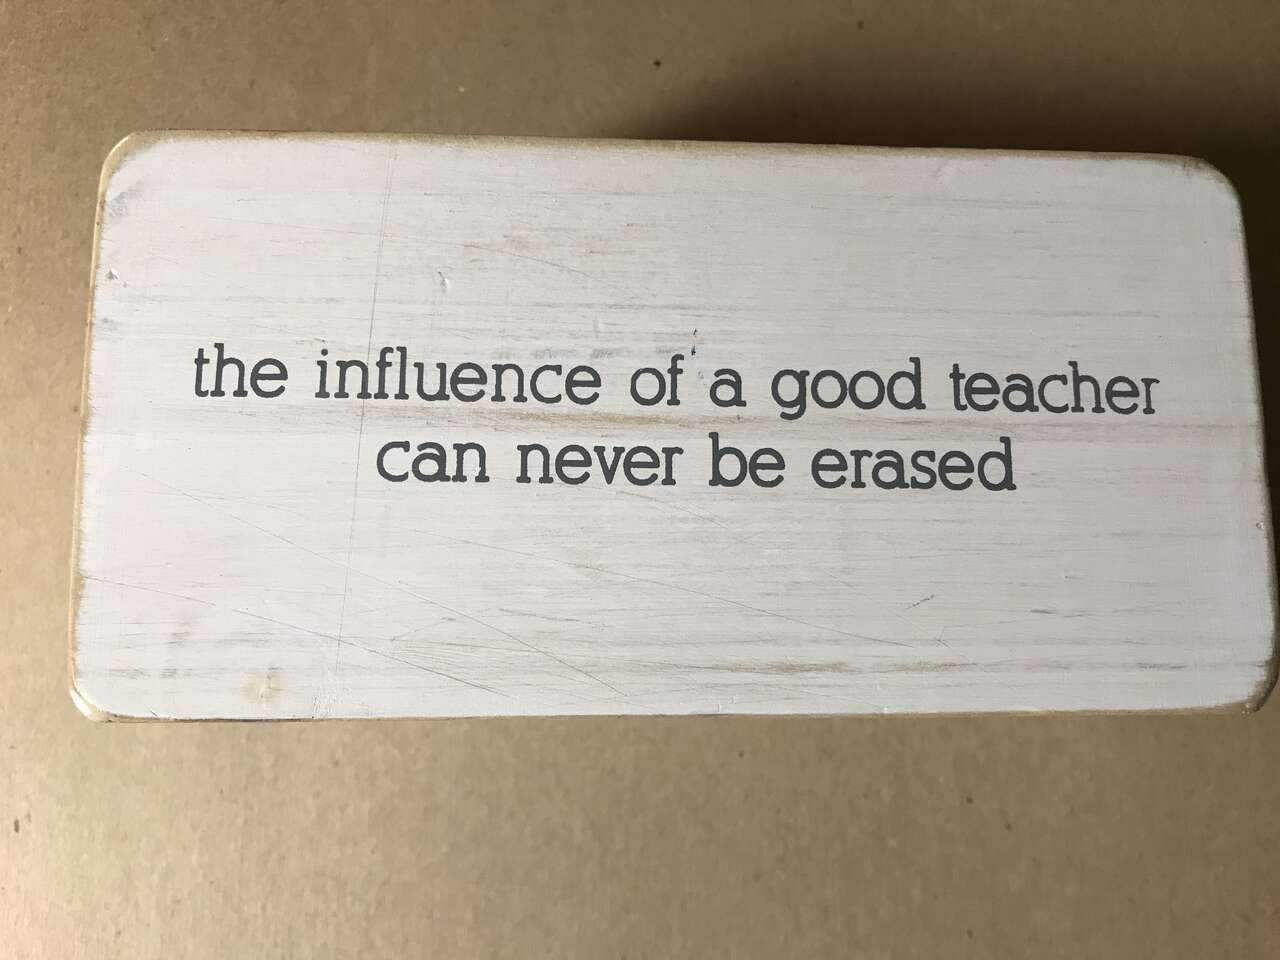 the influence of a good teacher
can never be erased